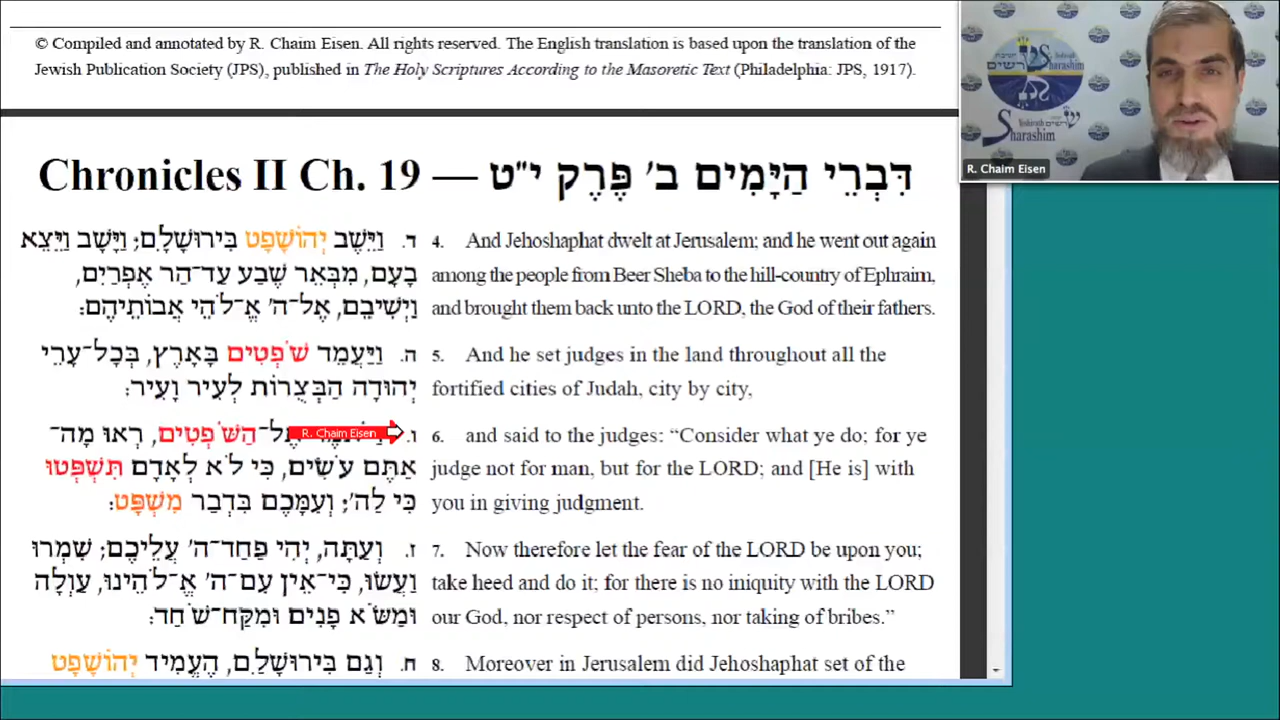 © Compiled and annotated by R. Chaim Eisen. All rights reserved. The English translation is based upon the translation of the
Jewish Publication Society (JPS), published in The Holy Scriptures According to the Masoretic Text (Philadelphia: JPS, 1917).
R. Chaim Eisen
Chronicles II Ch. 19 — דִּבְרֵי הַיָּמִים ב׳ פֶּרֶק י״ט
ד. וַיֵּשֶׁב יְהוֹשָׁפָט בִּירוּשָׁלָםִ; וַיָּשָׁב וַיֵּצֵא
בָעָם, מִבְּאֵר שֶׁבַע עַד־הַר אֶפְרַיִם,
וַיְשִׁיבֵם, אֶל־ה׳ אֱ־לֹהֵי אֲבוֹתֵיהֶם:
4. And Jehoshaphat dwelt at Jerusalem; and he went out again
among the people from Beer Sheba to the hill-country of Ephraim,
and brought them back unto the LORD, the God of their fathers.
ה. וַיַּעֲמֵד שֹׁפְטִים בָּאָרֶץ, בְּכָל־עָרֵי
יְהוּדָה הַבְּצֻרוֹת לְעִיר וָעִיר:
5. And he set judges in the land throughout all the
fortified cities of Judah, city by city,
ו. אֶל־הַשֹּׁפְטִים, רְאוּ מָה־
R. Chaim Eisen
אַתֶּם עֹשִׂים, כִּי לֹא לְאָדָם תִּשְׁפְּטוּ
כִּי לַה׳; וְעִמָּכֶם בִּדְבַר מִשְׁפָּט:
6. and said to the judges: “Consider what ye do; for ye
judge not for man, but for the LORD; and [He is] with
you in giving judgment.
ז. וְעַתָּה, יְהִי פַחַד־ה׳ עֲלֵיכֶם; שִׁמְרוּ
וַעֲשׂוּ, כִּי־אֵין עִם־ה׳ אֱ־לֹהֵינוּ, עַוְלָה
וּמַשֹּׂא פָנִים וּמִקַּח־שֹׁחַד:
7. Now therefore let the fear of the LORD be upon you;
take heed and do it; for there is no iniquity with the LORD
our God, nor respect of persons, nor taking of bribes.”
ח. וְגַם בִּירוּשָׁלִַם, הֶעֱמִיד יְהוֹשָׁפָט
8. Moreover in Jerusalem did Jehoshaphat set of the